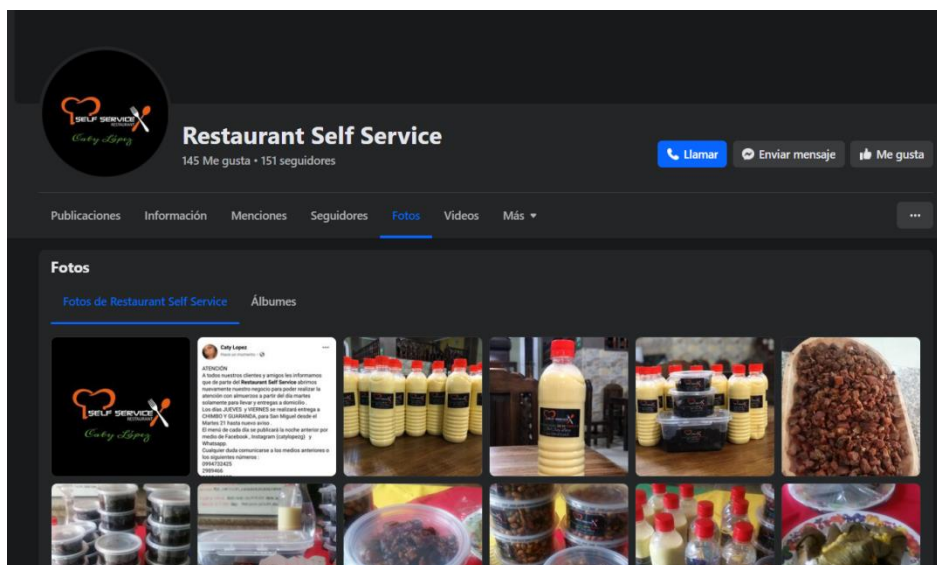 SELF SERVICE
RESTAURANT
Caty López
Restaurant Self Service
145 Me gusta • 151 seguidores
Llamar
Enviar mensaje
Me gusta
Publicaciones
Información
Menciones
Seguidores
Fotos
Videos
Más
Fotos
Fotos de Restaurant Self Service
Álbumes
SELF SERVICE
RESTAURANT
Caty López
Caty Lopez
ATENCIÓN
A todos nuestros clientes y amigos les informamos
que de parte del Restaurant Self Service abrimos
nuevamente nuestro negocio para poder realizar la
atención con almuerzos a partir del día martes
solamente para llevar y entregas a domicilio.
Los días JUEVES y VIERNES se realizará entrega a
CHIMBO Y GUARANDA, para San Miguel desde el
Martes 21 hasta nuevo aviso
El menú de cada día se publicará la noche anterior por
medio de Facebook, Instagram (catylopezg) y
Whatsapp.
Cualquier duda comunicarse a los medios anteriores o
los siguientes números :
0994732425
2989466